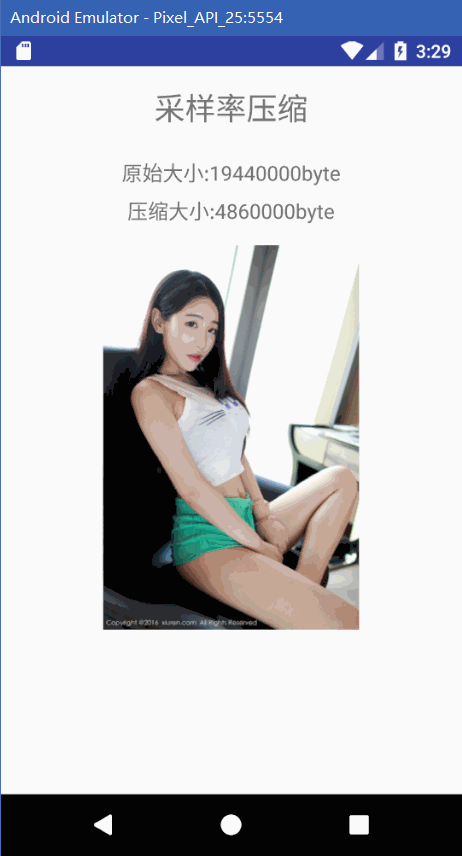 Android Emulator - Pixel_API_25:5554
3:29
采样率压缩
原始大小:19440000byte
压缩大小:4860000byte
Copyright ©2016 xiuren.com All Rights Reserved